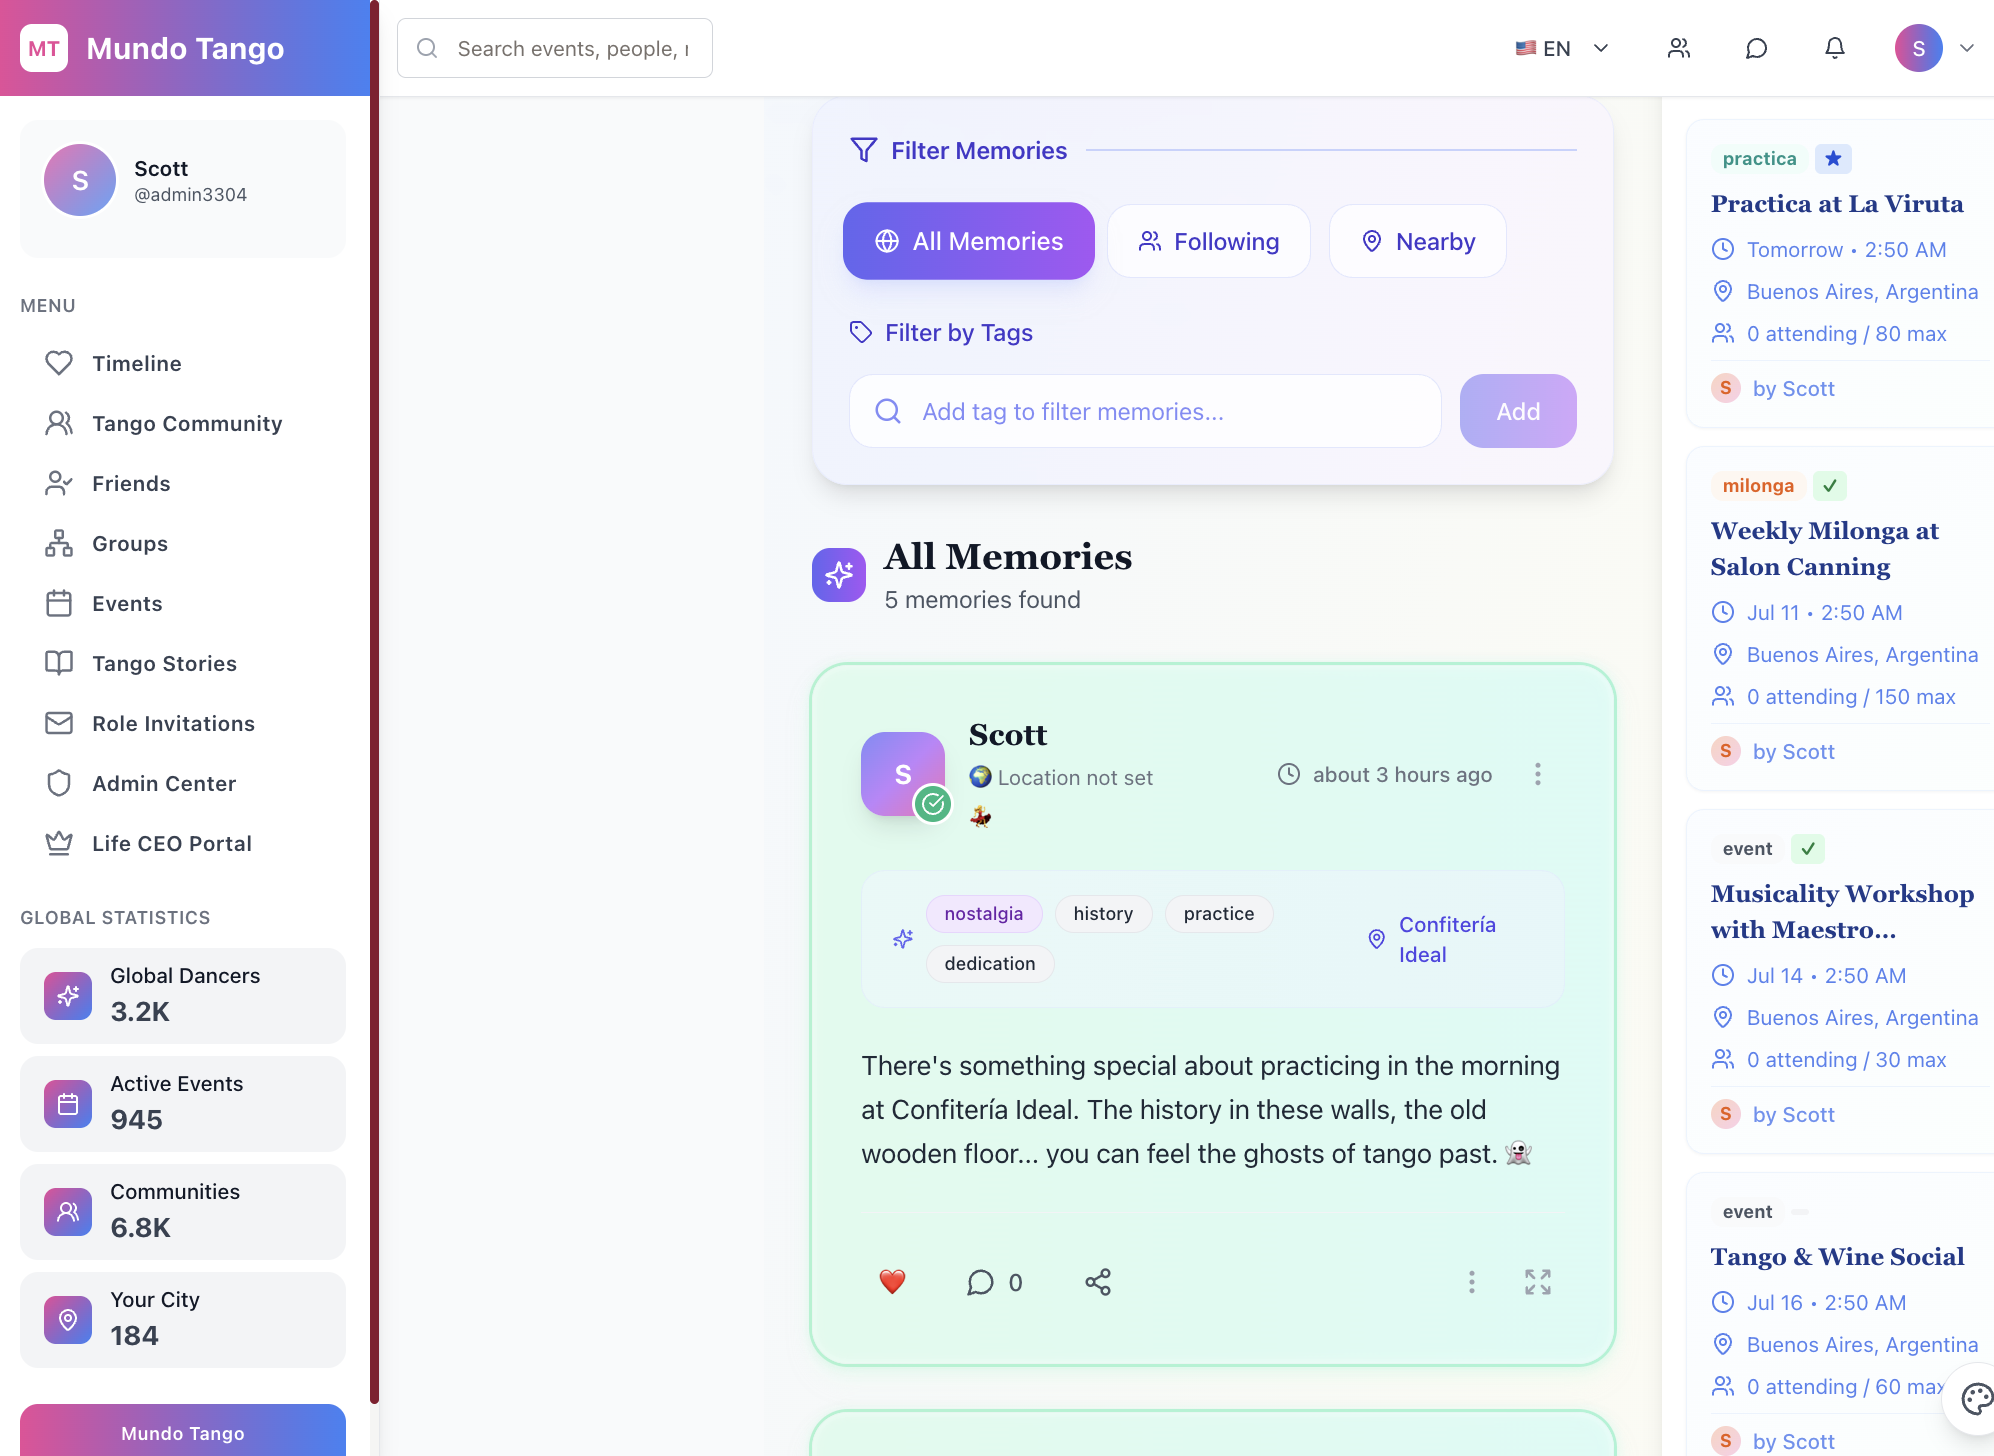 MT Mundo Tango
Search events, people, 
EN
S
S
Scott
@admin3304
MENU
Timeline
Tango Community
Friends
Groups
Events
Tango Stories
Role Invitations
Admin Center
Life CEO Portal
GLOBAL STATISTICS
Global Dancers
3.2K
Active Events
945
Communities
6.8K
Your City
184
Mundo Tango
Filter Memories
All Memories
Following
Nearby
Filter by Tags
Add tag to filter memories...
Add
All Memories
5 memories found
S
Scott
Location not set
about 3 hours ago
nostalgia
history
practice
dedication
Confitería
Ideal
There's something special about practicing in the morning
at Confitería Ideal. The history in these walls, the old
wooden floor... you can feel the ghosts of tango past. 👻
0
practica
Practica at La Viruta
Tomorrow • 2:50 AM
Buenos Aires, Argentina
0 attending / 80 max
S by Scott
milonga
Weekly Milonga at
Salon Canning
Jul 11 • 2:50 AM
Buenos Aires, Argentina
0 attending / 150 max
S by Scott
event
Musicality Workshop
with Maestro...
Jul 14 • 2:50 AM
Buenos Aires, Argentina
0 attending / 30 max
S by Scott
event
Tango & Wine Social
Jul 16 • 2:50 AM
Buenos Aires, Argentina
0 attending / 60 max
S by Scott